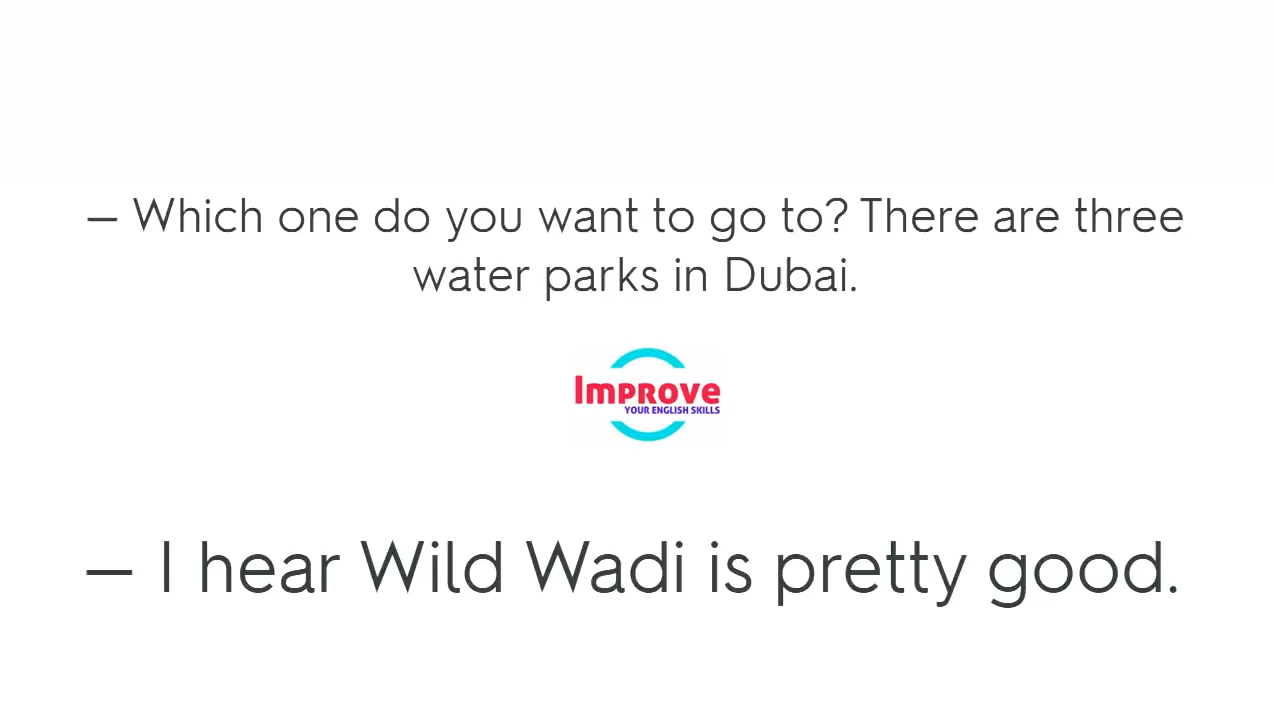 – Which one do you want to go to? There are three
water parks in Dubai.
Improve
YOUR ENGLISH SKILLS
– I hear Wild Wadi is pretty good.